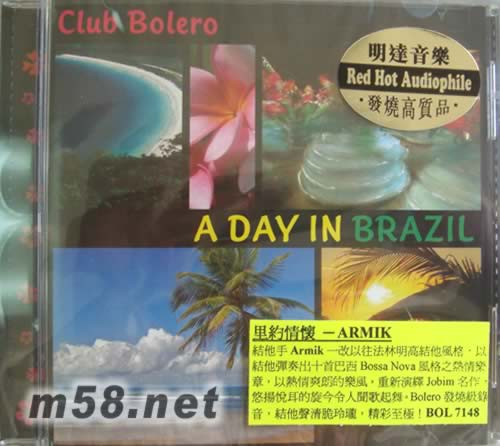 Club Bolero
明達音樂
Red Hot Audiophile
·發燒高質品·
A DAY IN BRAZIL
里約情懷 －ARMIK
結他手 Armik 一改以往法林明高結他風格，以
結他彈奏出十首巴西 Bossa Nova 風格之熱情樂
章，以熱情爽朗的樂風，重新演繹 Jobim 名作，
悠揚悅耳的旋今令人聞歌起舞。Bolero 發燒級錄
音，結他聲清脆玲瓏，精彩至極！BOL 7148
m58.net